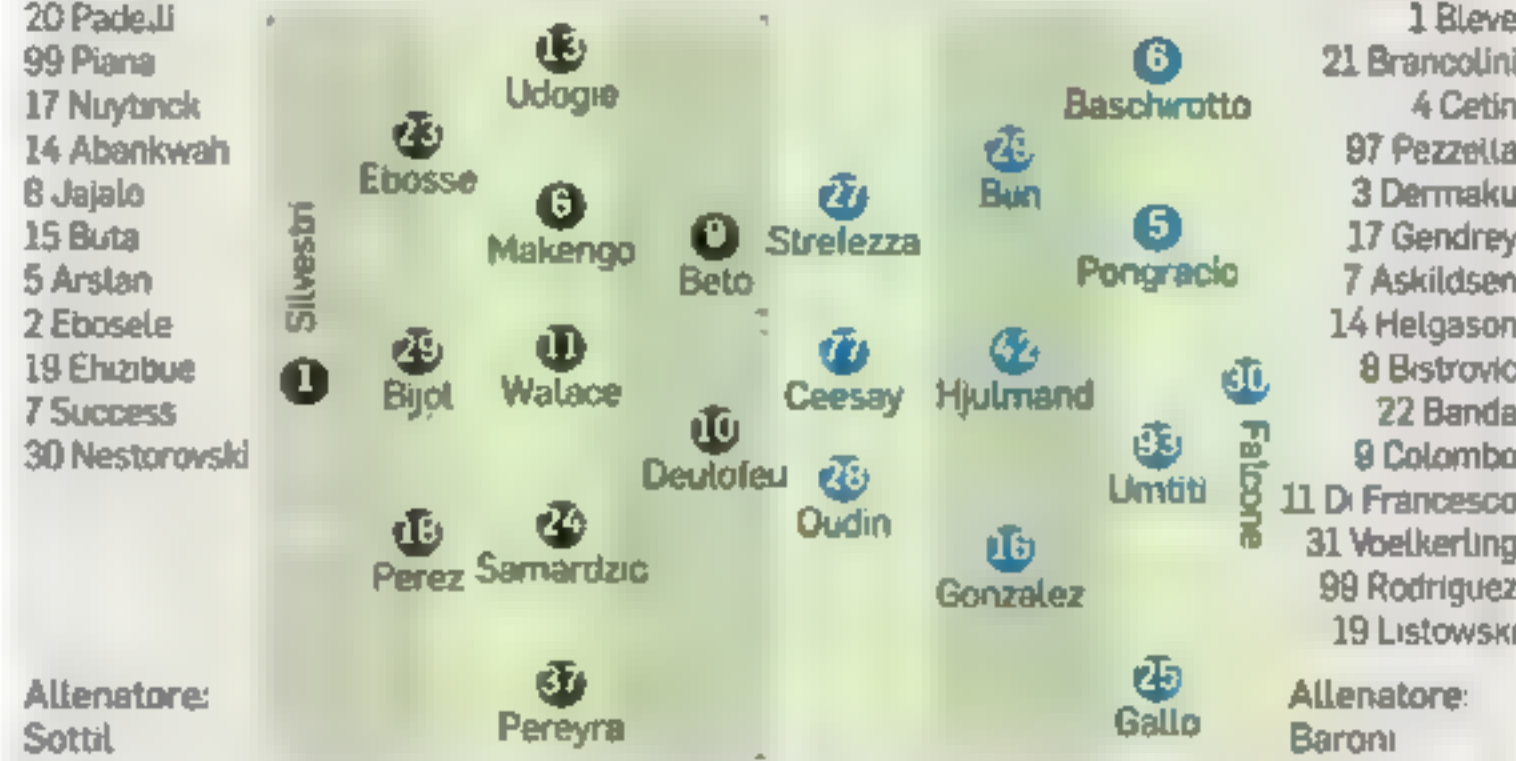 20 Padelli
99 Piana
17 Nuytinck
14 Abankwah
8 Jajalo
15 Buta
5 Arslan
2 Ebosele
19 Ehizibue
7 Success
30 Nestorovski
Allenatore:
Sottil
1
Silvestri
13
Udogie
23
Ebosse
6
Makengo
9
Beto
29
Bijol
11
Walace
10
Deulofeu
18
Perez
24
Samardzic
37
Pereyra
6
Baschirotto
27
Strefezza
Blin
5
Pongracic
77
Ceesay
42
Hjulmand
30
Falcone
93
Umtiti
28
Oudin
16
Gonzalez
25
Gallo
1 Bleve
21 Brancolini
4 Cetin
97 Pezzella
3 Dermaku
17 Gendrey
7 Askildsen
14 Helgason
8 Bistrovic
22 Banda
9 Colombo
11 Di Francesco
31 Voelkerling
99 Rodriguez
19 Listowski
Allenatore:
Baroni